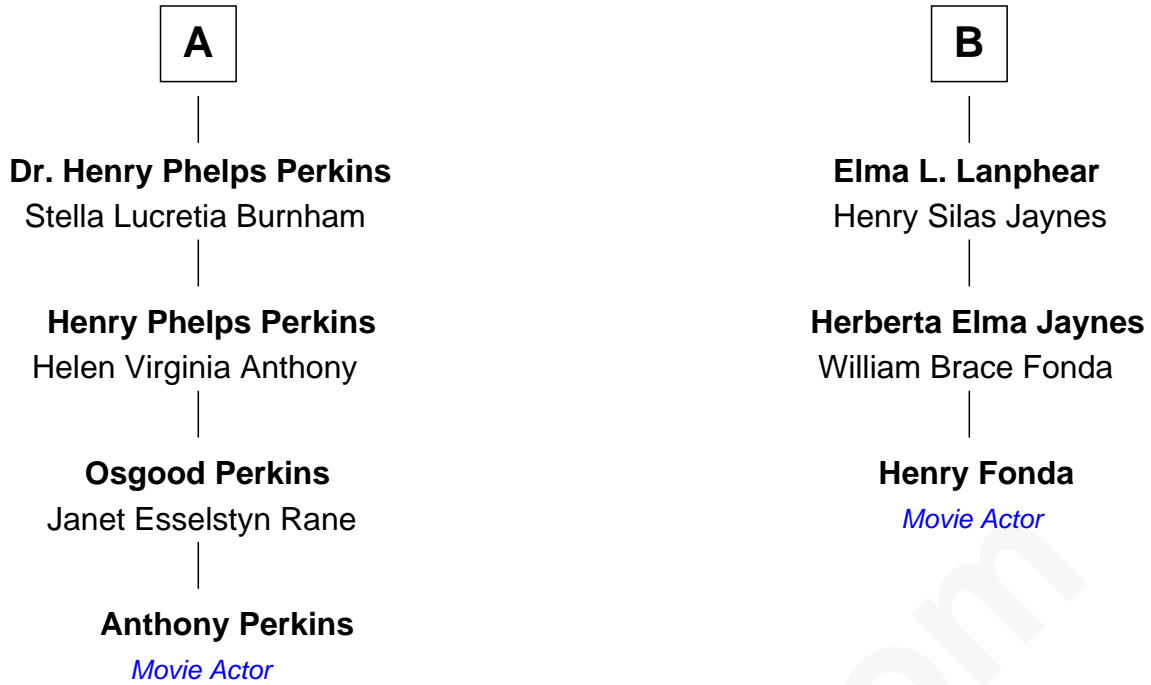 A
Dr. Henry Phelps Perkins
Stella Lucretia Burnham
Henry Phelps Perkins
Helen Virginia Anthony
Osgood Perkins
Janet Esselstyn Rane
Anthony Perkins
Movie Actor
B
Elma L. Lanphear
Henry Silas Jaynes
Herberta Elma Jaynes
William Brace Fonda
Henry Fonda
Movie Actor
om